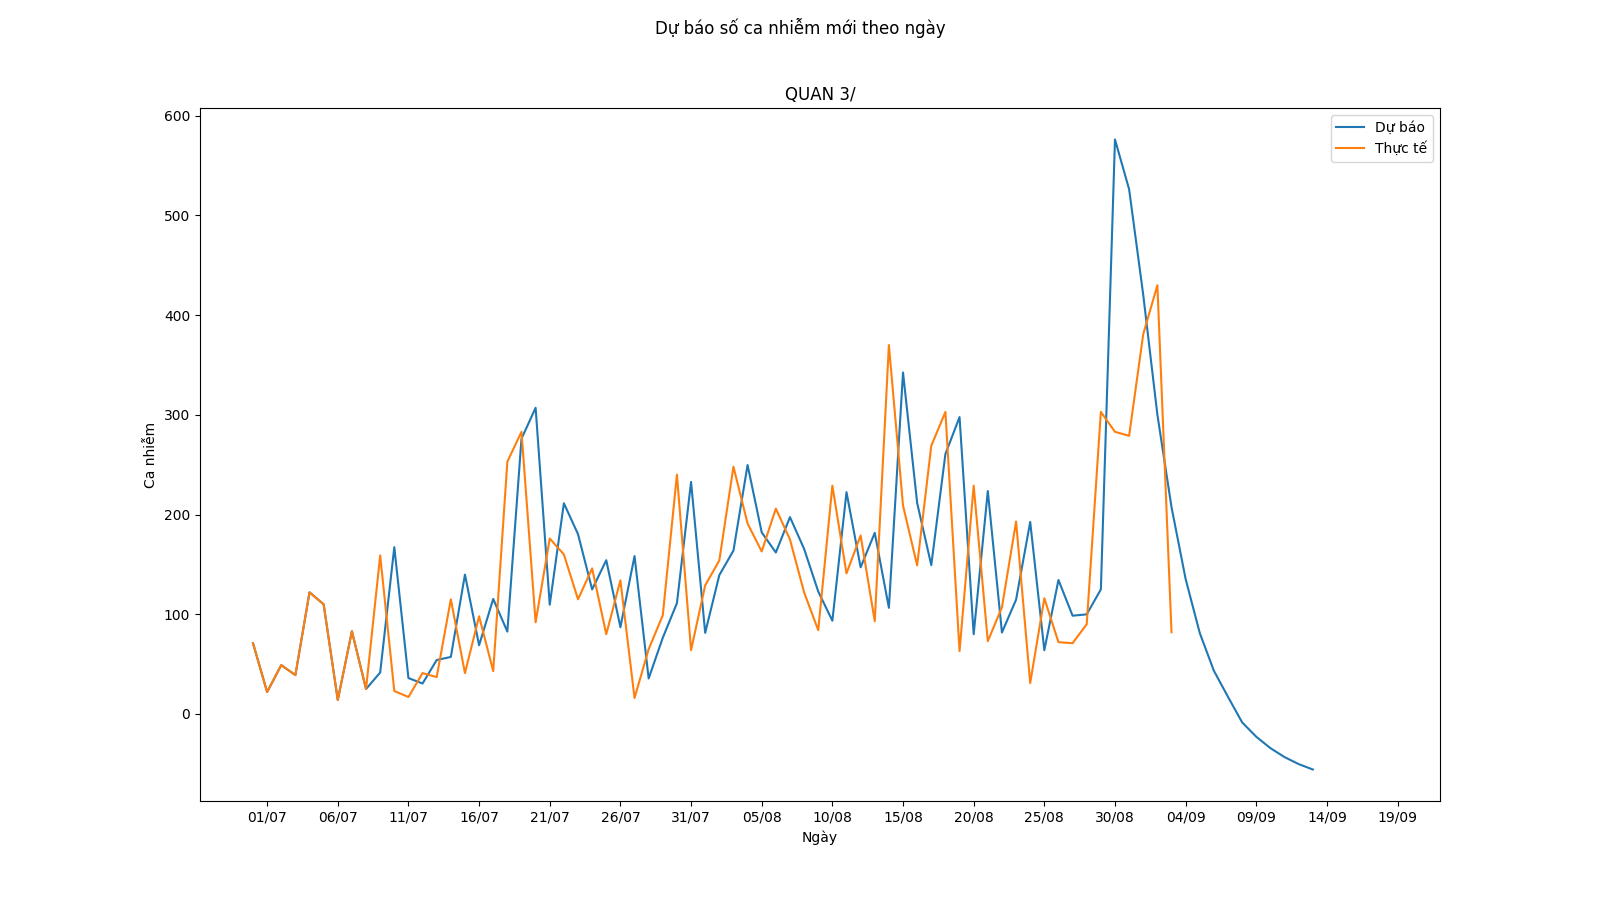 Dự báo số ca nhiễm mới theo ngày
QUAN 3/
Dự báo
Thực tế
600
500
400
300
200
100
0
Ca nhiễm
01/07 06/07 11/07 16/07 21/07 26/07 31/07 05/08 10/08 15/08 20/08 25/08 30/08 04/09 09/09 14/09 19/09
Ngày